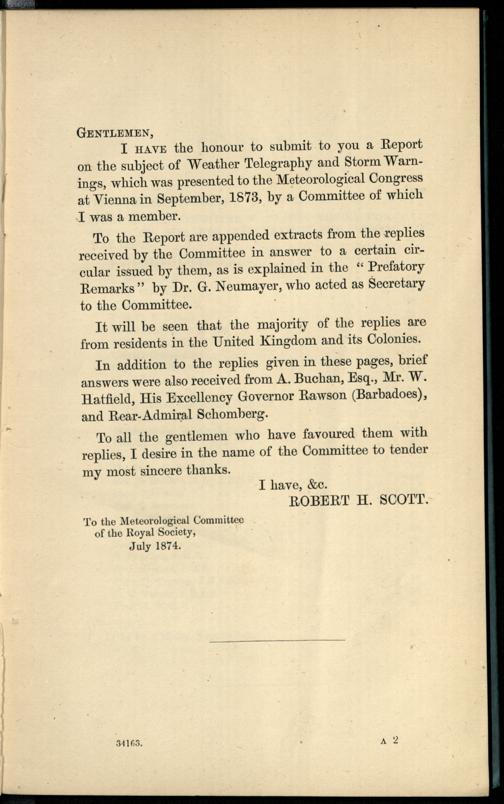 GENTLEMEN,
I HAVE the honour to submit to you a Report
on the subject of Weather Telegraphy and Storm Warn-
ings, which was presented to the Meteorological Congress
at Vienna in September, 1873, by a Committee of which
I was a member.
To the Report are appended extracts from the replies
received by the Committee in answer to a certain cir-
cular issued by them, as is explained in the “ Prefatory
Remarks ” by Dr. G. Neumayer, who acted as Secretary
to the Committee.
It will be seen that the majority of the replies are
from residents in the United Kingdom and its Colonies.
In addition to the replies given in these pages, brief
answers were also received from A. Buchan, Esq., Mr. W.
Hatfield, His Excellency Governor Rawson (Barbadoes),
and Rear-Admiral Schomberg.
To all the gentlemen who have favoured them with
replies, I desire in the name of the Committee to tender
my most sincere thanks.
I have, &c.
ROBERT H. SCOTT.
To the Meteorological Committee
of the Royal Society,
July 1874.
34163.
A 2